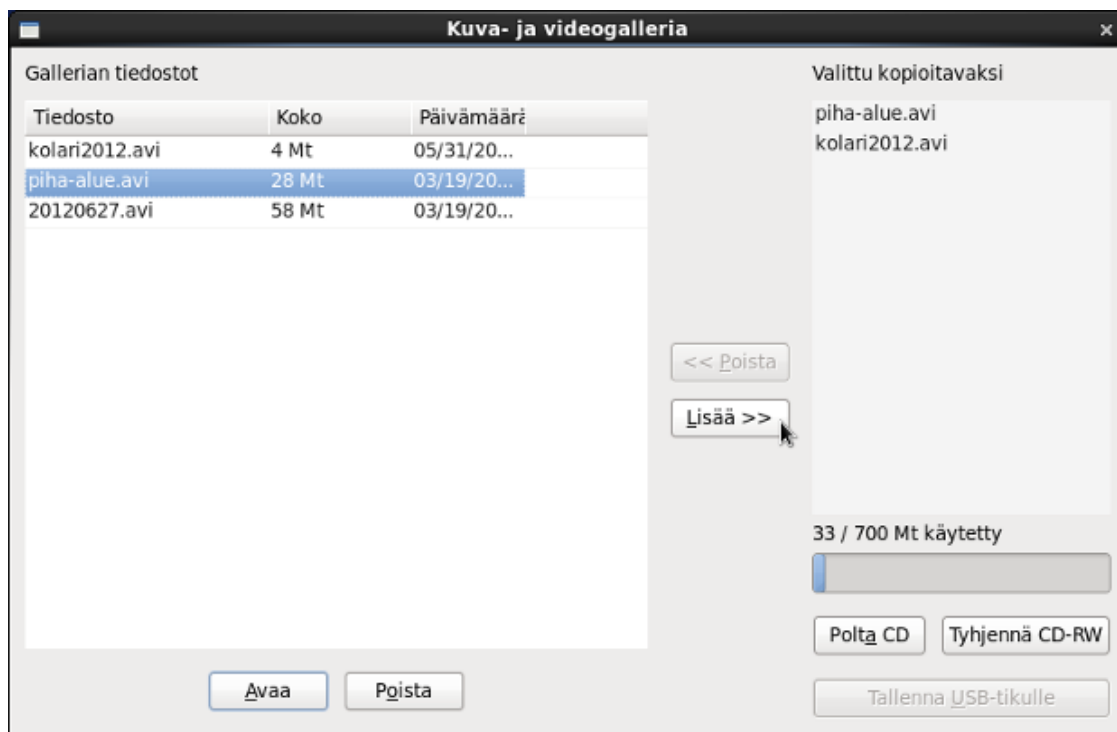 Kuva- ja videogalleria
Gallerian tiedostot
Tiedosto Koko Päivämäärä
kolari2012.avi 4 Mt 05/31/20...
piha-alue.avi 28 Mt 03/19/20...
20120627.avi 58 Mt 03/19/20...
<< Poista
Lisää >>
Avaa Poista
Valittu kopioitavaksi
piha-alue.avi
kolari2012.avi
33 / 700 Mt käytetty
Polta CD Tyhjennä CD-RW
Tallenna USB-tikulle